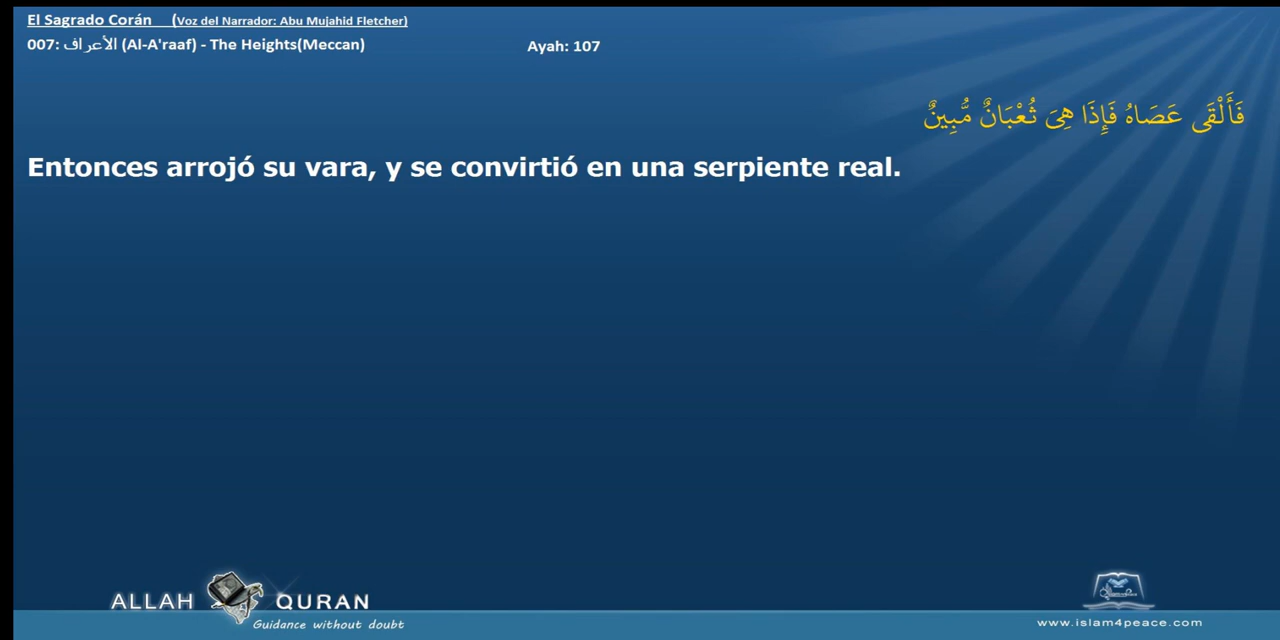 El Sagrado Corán (Voz del Narrador: Abu Mujahid Fletcher)
007: الأعراف (Al-A'raaf) - The Heights(Meccan) Ayah: 107
فَأَلْقَى عَصَاهُ فَإِذَا هِيَ ثُعْبَانٌ مُّبِينٌ
Entonces arrojó su vara, y se convirtió en una serpiente real.
ALLAH QURAN
Guidance without doubt
www.islam4peace.com